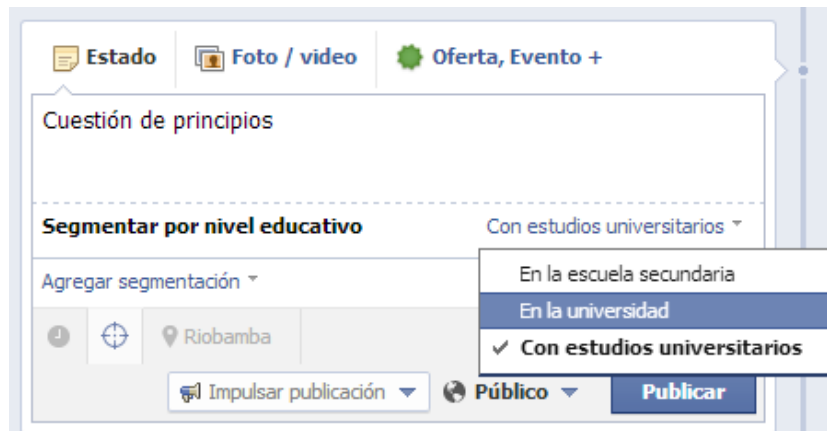 Estado Foto / video Oferta, Evento +
Cuestión de principios
Segmentar por nivel educativo Con estudios universitarios
En la escuela secundaria
Agregar segmentación
En la universidad
Riobamba
Con estudios universitarios
Impulsar publicación Público Publicar